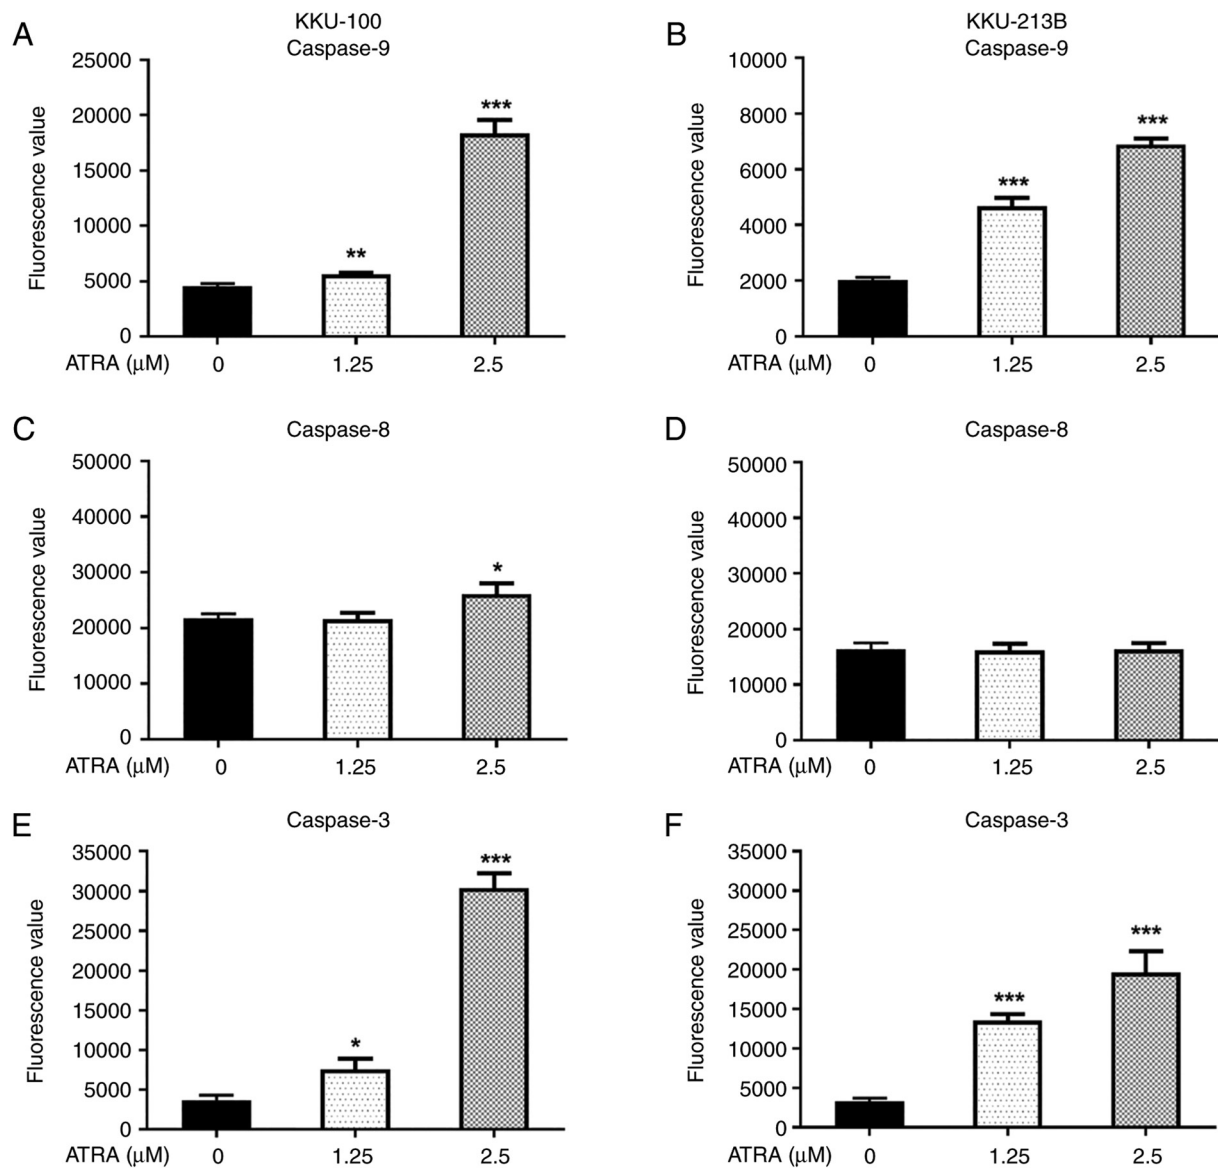 A
KKU-100
Caspase-9
Fluorescence value
25000
20000
15000
10000
5000
0
**
***
ATRA (μM) 0 1.25 2.5
B
KKU-213B
Caspase-9
Fluorescence value
10000
8000
6000
4000
2000
0
***
***
ATRA (μM) 0 1.25 2.5
C
Caspase-8
Fluorescence value
50000
40000
30000
20000
10000
0
*
ATRA (μM) 0 1.25 2.5
D
Caspase-8
Fluorescence value
50000
40000
30000
20000
10000
0
ATRA (μM) 0 1.25 2.5
E
Caspase-3
Fluorescence value
35000
30000
25000
20000
15000
10000
5000
0
*
***
ATRA (μM) 0 1.25 2.5
F
Caspase-3
Fluorescence value
35000
30000
25000
20000
15000
10000
5000
0
***
***
ATRA (μM) 0 1.25 2.5